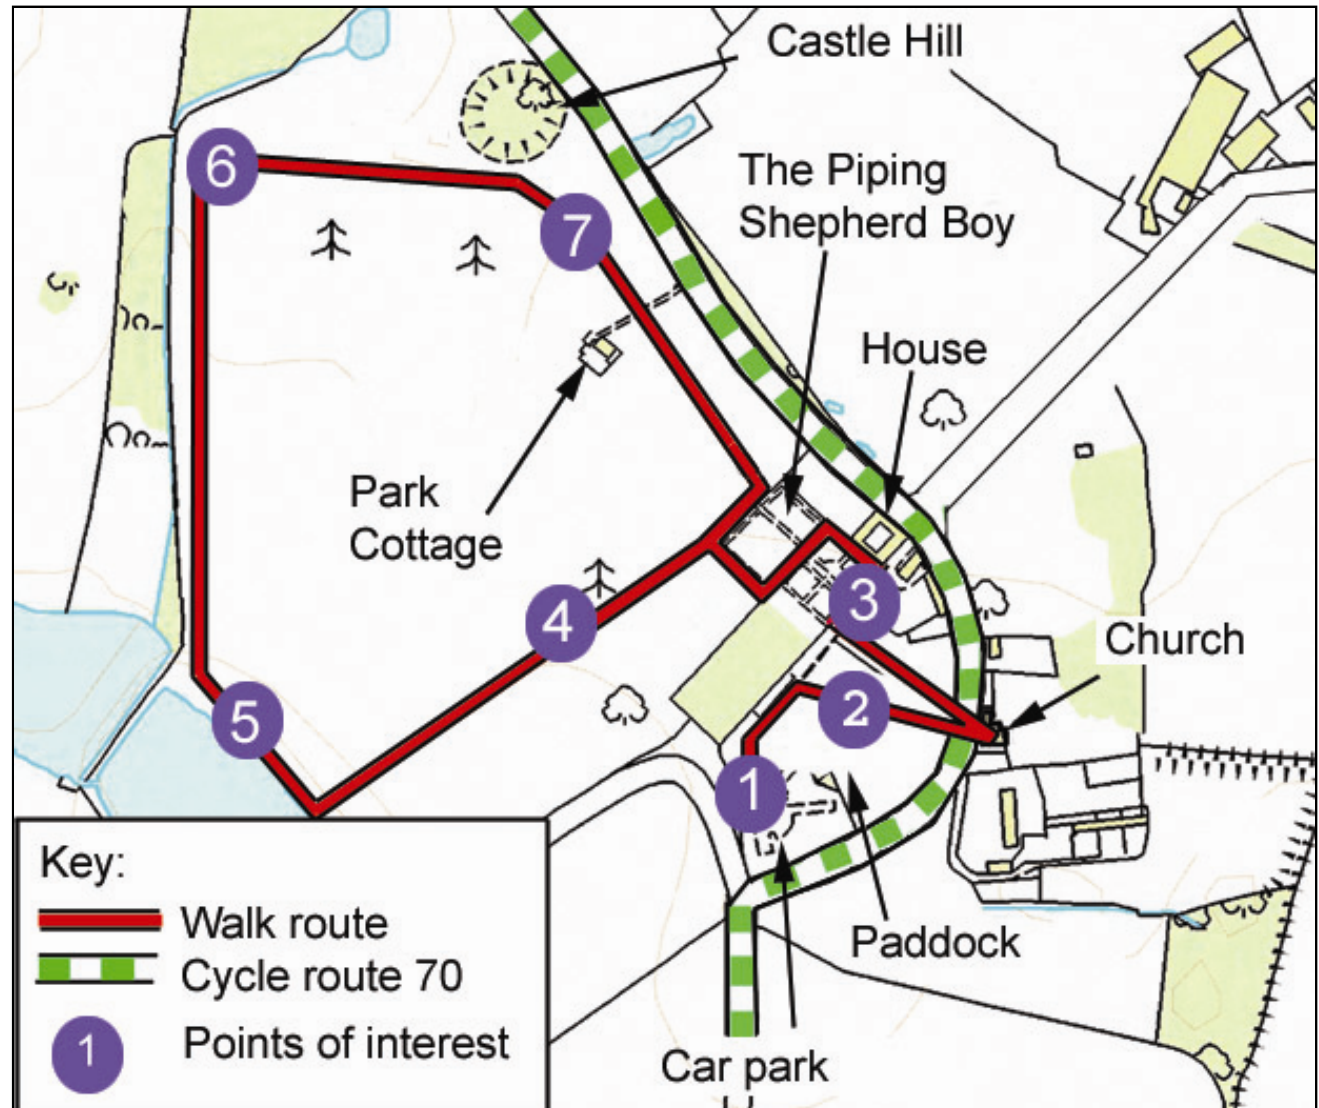 Castle Hill
6
The Piping
Shepherd Boy
7
House
Park
Cottage
3
4
Church
2
5
1
Key:
Walk route
Paddock
Cycle route 70
1
Points of interest
Car park